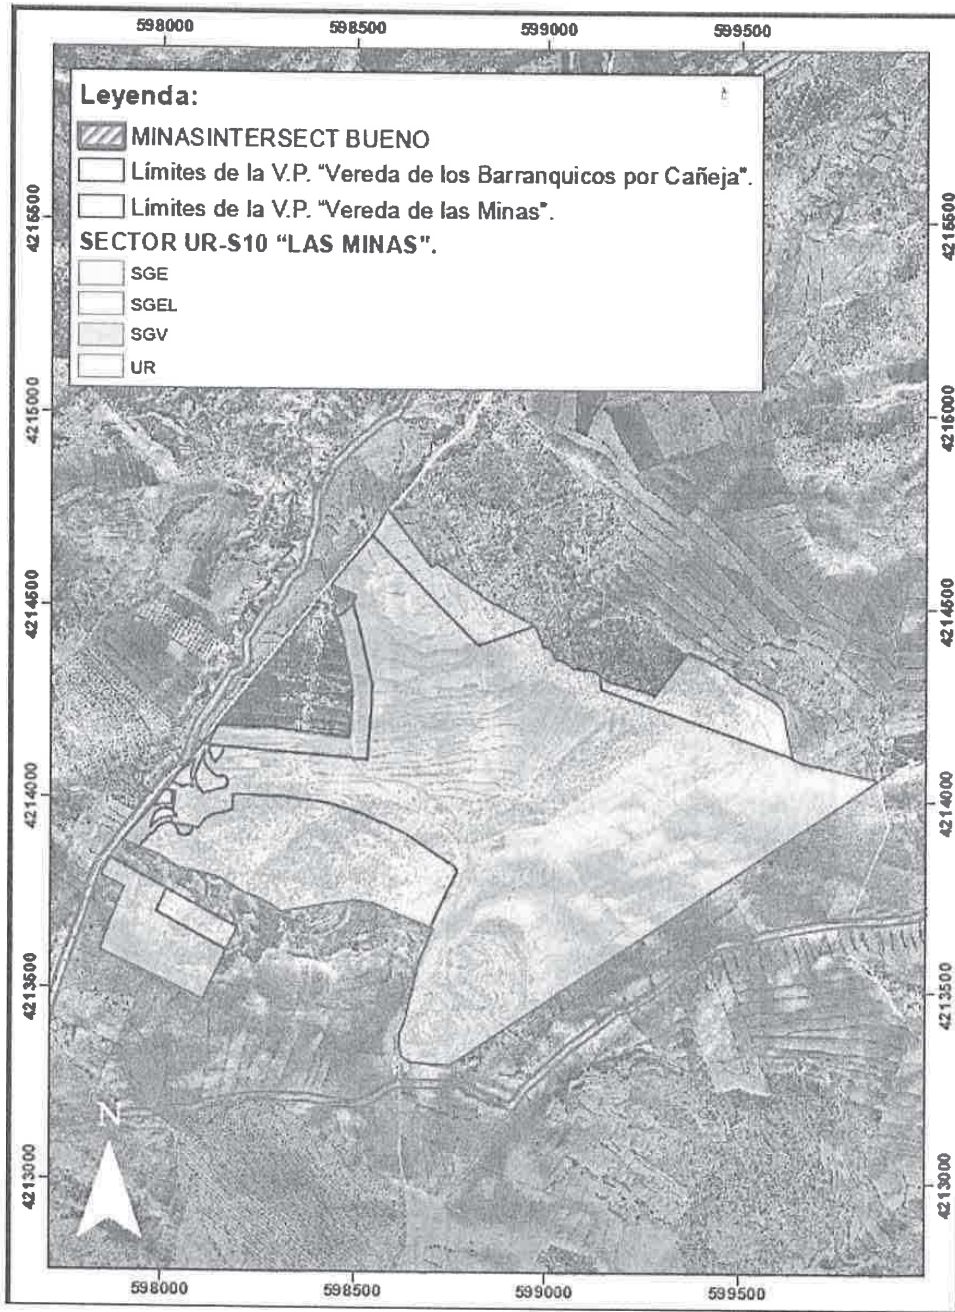 598000 598500 599000 599500
Leyenda:
MINASINTERSECT BUENO
Límites de la V.P. "Vereda de los Barranquicos por Cañeja".
Límites de la V.P. "Vereda de las Minas".
SECTOR UR-S10 “LAS MINAS”.
SGE
SGEL
SGV
UR
4215500
4215000
4214500
4214000
4213500
4213000
4215500
4215000
4214500
4214000
4213500
4213000
N
598000 598500 599000 599500